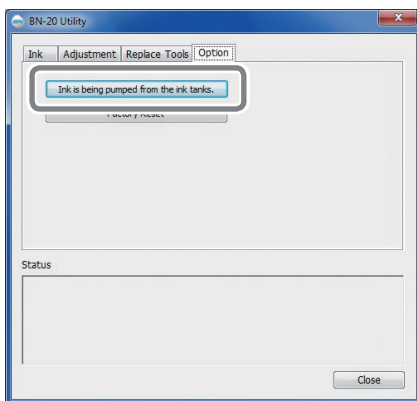 BN-20 Utility
Ink Adjustment Replace Tools Option
Ink is being pumped from the ink tanks.
Factory Reset
Status
Close